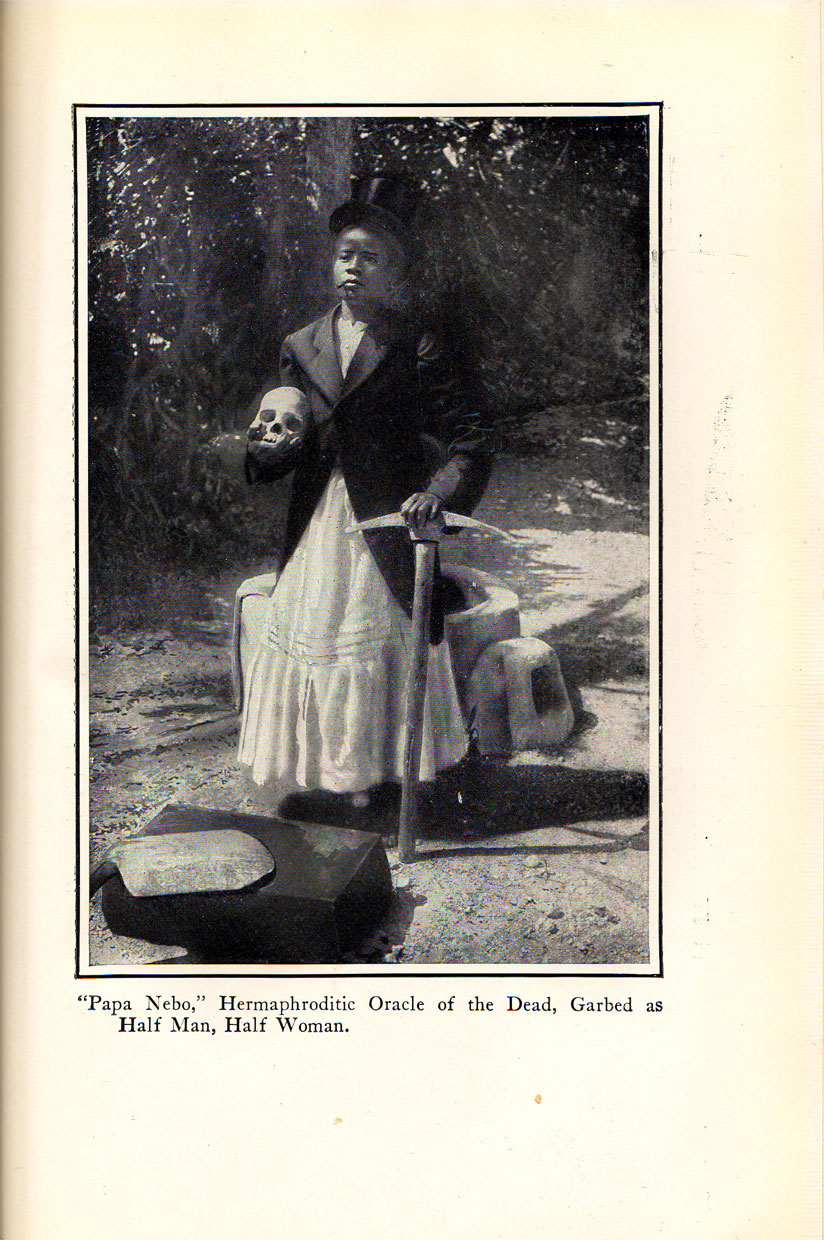 “Papa Nebo,” Hermaphroditic Oracle of the Dead, Garbed as
Half Man, Half Woman.